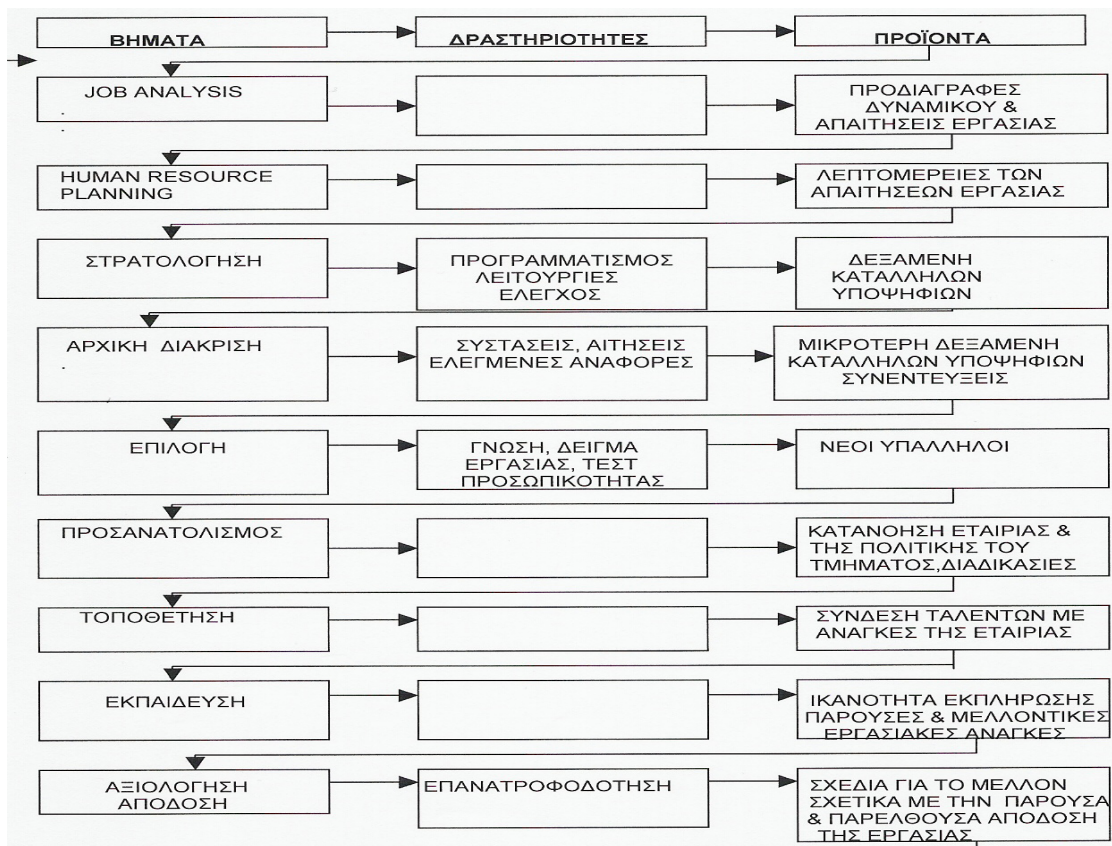 ΒΗΜΑΤΑ
ΔΡΑΣΤΗΡΙΟΤΗΤΕΣ
ΠΡΟΪΟΝΤΑ
JOB ANALYSIS
ΠΡΟΔΙΑΓΡΑΦΕΣ
ΔΥΝΑΜΙΚΟΥ &
ΑΠΑΙΤΗΣΕΙΣ ΕΡΓΑΣΙΑΣ
HUMAN RESOURCE
PLANNING
ΛΕΠΤΟΜΕΡΕΙΕΣ ΤΩΝ
ΑΠΑΙΤΗΣΕΩΝ ΕΡΓΑΣΙΑΣ
ΣΤΡΑΤΟΛΟΓΗΣΗ
ΠΡΟΓΡΑΜΜΑΤΙΣΜΟΣ
ΛΕΙΤΟΥΡΓΙΕΣ
ΕΛΕΓΧΟΣ
ΔΕΞΑΜΕΝΗ
ΚΑΤΑΛΛΗΛΩΝ
ΥΠΟΨΗΦΙΩΝ
ΑΡΧΙΚΗ ΔΙΑΚΡΙΣΗ
ΣΥΣΤΑΣΕΙΣ, ΑΙΤΗΣΕΙΣ
ΕΛΕΓΜΕΝΕΣ ΑΝΑΦΟΡΕΣ
ΜΙΚΡΟΤΕΡΗ ΔΕΞΑΜΕΝΗ
ΚΑΤΑΛΛΗΛΩΝ ΥΠΟΨΗΦΙΩΝ
ΣΥΝΕΝΤΕΥΞΕΙΣ
ΕΠΙΛΟΓΗ
ΓΝΩΣΗ, ΔΕΙΓΜΑ
ΕΡΓΑΣΙΑΣ, ΤΕΣΤ
ΠΡΟΣΩΠΙΚΟΤΗΤΑΣ
ΝΕΟΙ ΥΠΑΛΛΗΛΟΙ
ΠΡΟΣΑΝΑΤΟΛΙΣΜΟΣ
ΚΑΤΑΝΟΗΣΗ ΕΤΑΙΡΙΑΣ &
ΤΗΣ ΠΟΛΙΤΙΚΗΣ ΤΟΥ
ΤΜΗΜΑΤΟΣ,ΔΙΑΔΙΚΑΣΙΕΣ
ΤΟΠΟΘΕΤΗΣΗ
ΣΥΝΔΕΣΗ ΤΑΛΕΝΤΩΝ ΜΕ
ΑΝΑΓΚΕΣ ΤΗΣ ΕΤΑΙΡΙΑΣ
ΕΚΠΑΙΔΕΥΣΗ
ΙΚΑΝΟΤΗΤΑ ΕΚΠΛΗΡΩΣΗΣ
ΠΑΡΟΥΣΕΣ & ΜΕΛΛΟΝΤΙΚΕΣ
ΕΡΓΑΣΙΑΚΕΣ ΑΝΑΓΚΕΣ
ΑΞΙΟΛΟΓΗΣΗ
ΑΠΟΔΟΣΗ
ΕΠΑΝΑΤΡΟΦΟΔΟΤΗΣΗ
ΣΧΕΔΙΑ ΓΙΑ ΤΟ ΜΕΛΛΟΝ
ΣΧΕΤΙΚΑ ΜΕ ΤΗΝ ΠΑΡΟΥΣΑ
& ΠΑΡΕΛΘΟΥΣΑ ΑΠΟΔΟΣΗ
ΤΗΣ ΕΡΓΑΣΙΑΣ